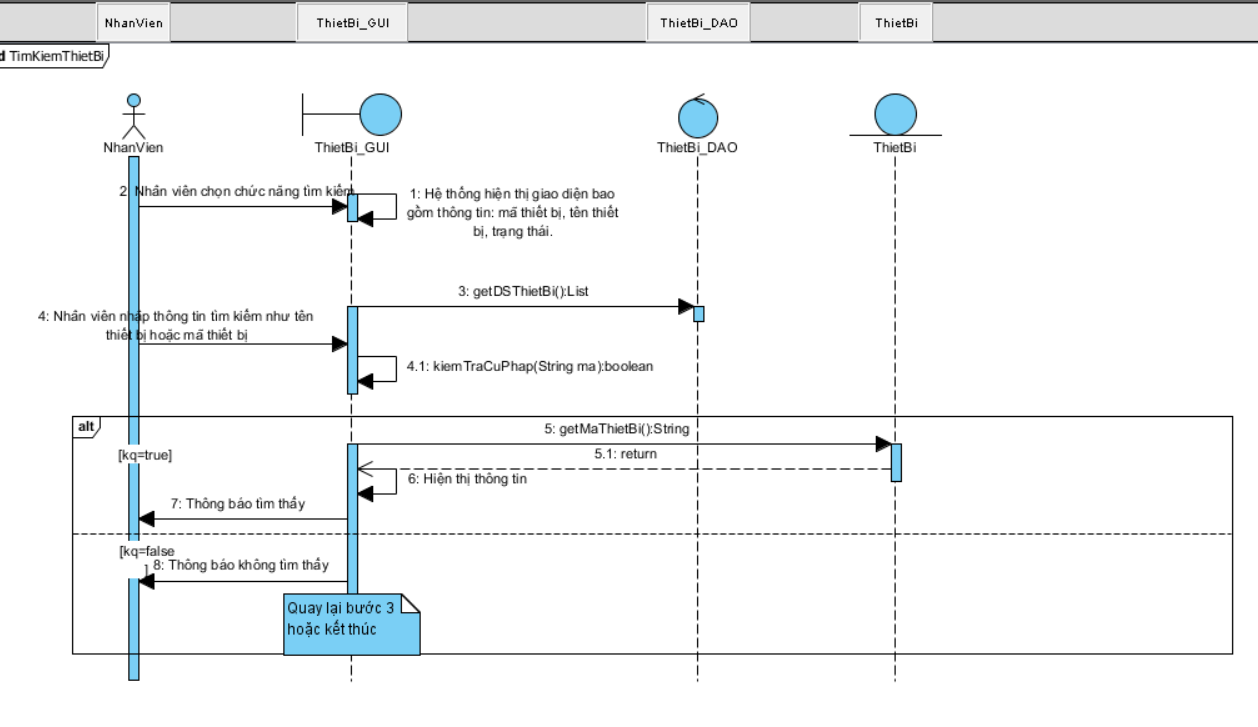 NhanVien
ThietBi_GUI
ThietBi_DAO
ThietBi
d TimKiemThietBi
NhanVien
ThietBi_GUI
ThietBi_DAO
ThietBi
2: Nhân viên chọn chức năng tìm kiếm
1: Hệ thống hiện thị giao diện bao
gồm thông tin: mã thiết bị, tên thiết
bị, trạng thái.
3: getDSThietBi():List
4: Nhân viên nhập thông tin tìm kiếm như tên
thiết bị hoặc mã thiết bị
4.1: kiemTraCuPhap(String ma):boolean
alt
5: getMaThietBi():String
[kq=true]
5.1: return
6: Hiện thị thông tin
7: Thông báo tìm thấy
[kq=false
]
8: Thông báo không tìm thấy
Quay lại bước 3
hoặc kết thúc